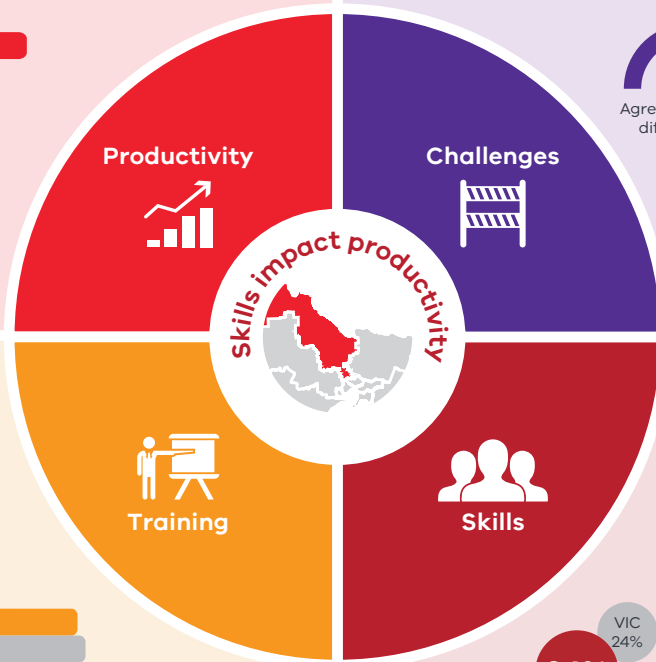 Productivity
Challenges
Skills impact productivity
Training
Skills
VIC
24%